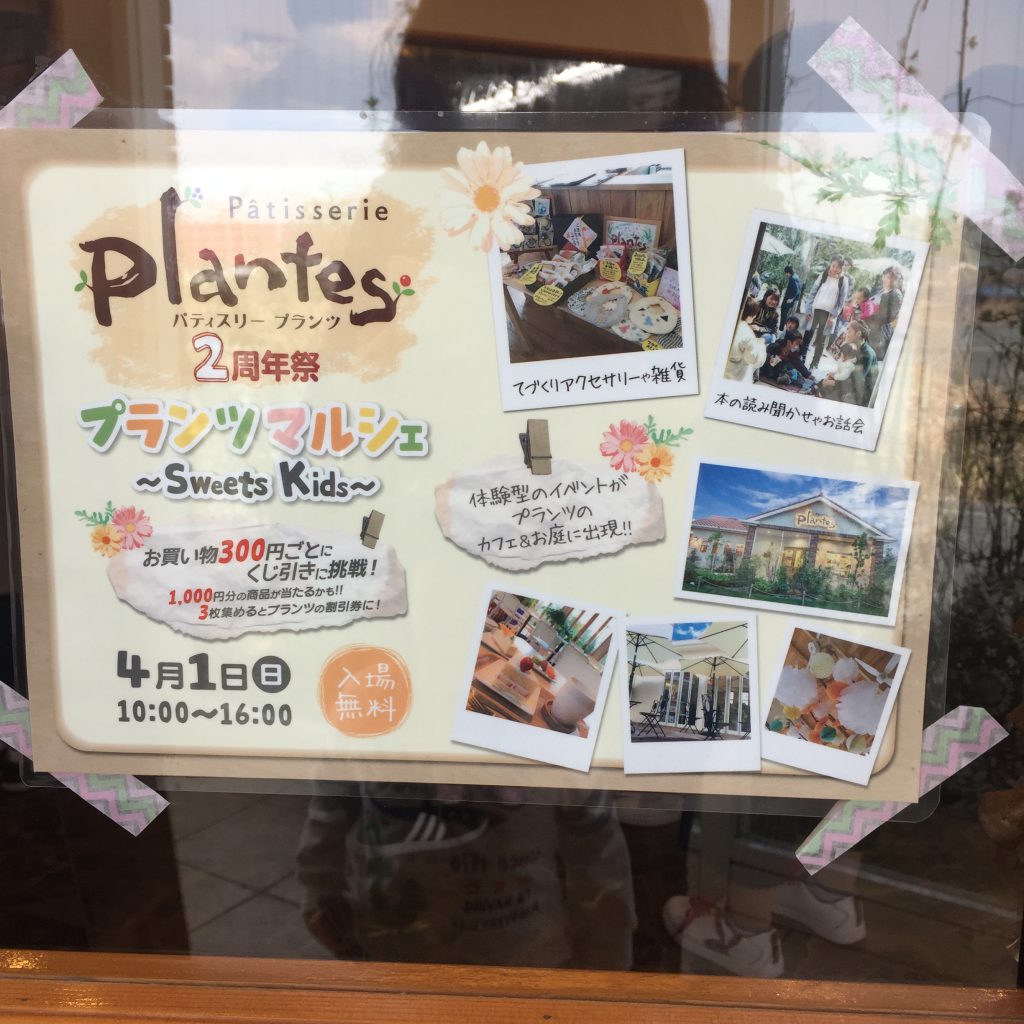 Pâtisserie
Plantes
パティスリー プランツ
2周年祭
プランツマルシェ
~Sweets Kids~
お買い物300円ごとに
くじ引きに挑戦!
1,000円分の商品が当たるかも!!
3枚集めるとプランツの割引券に!
4月1日日
10:00~16:00
入場
無料
てづくりアクセサリーや雑貨
本の読み聞かせやお話会
体験型のイベントが
プランツの
カフェ&お庭に出現!!
Plantes
Plantes